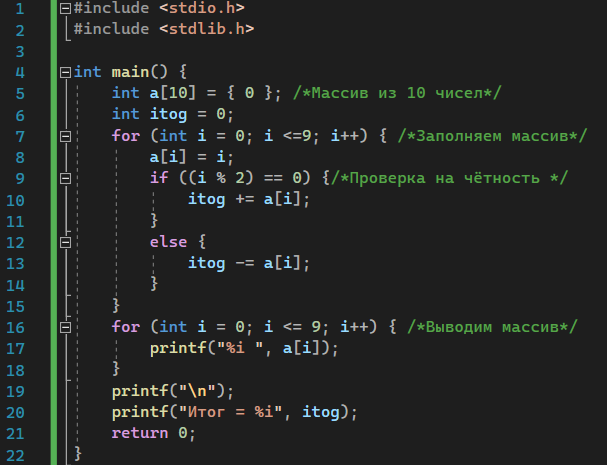 1 #include <stdio.h>
2 #include <stdlib.h>
3
4 int main() {
5 int a[10] = { 0 }; /*Массив из 10 чисел*/
6 int itog = 0;
7 for (int i = 0; i <=9; i++) { /*Заполняем массив*/
8 a[i] = i;
9 if ((i % 2) == 0) {/*Проверка на чётность */
10 itog += a[i];
11 }
12 else {
13 itog -= a[i];
14 }
15 }
16 for (int i = 0; i <= 9; i++) { /*Выводим массив*/
17 printf("%i ", a[i]);
18 }
19 printf("\n");
20 printf("Итог = %i", itog);
21 return 0;
22 }